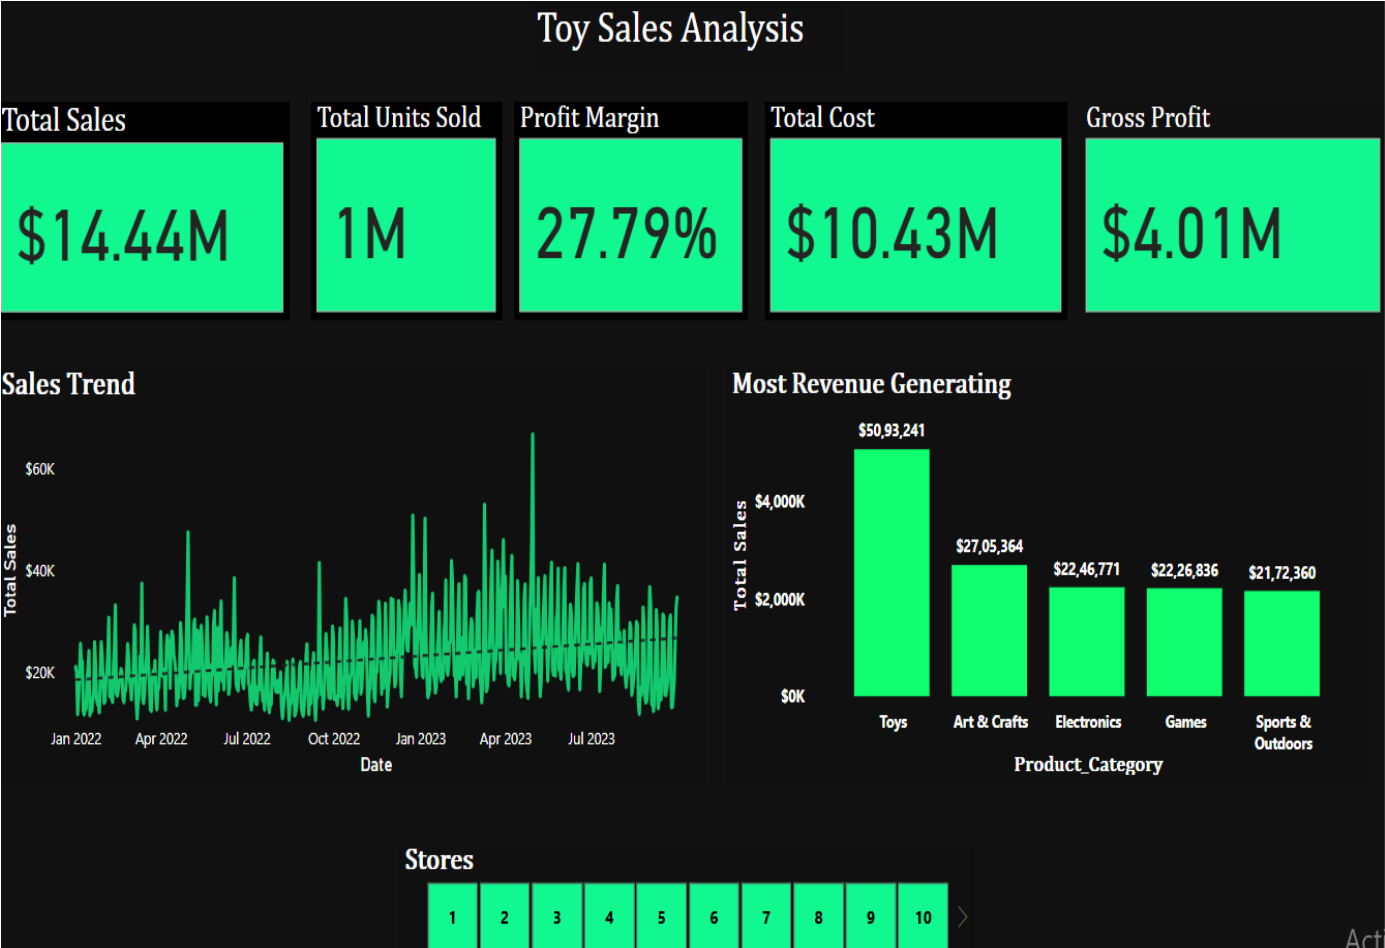 Toy Sales Analysis
Total Sales
$14.44M
Total Units Sold
1M
Profit Margin
27.79%
Total Cost
$10.43M
Gross Profit
$4.01M
Sales Trend
Total Sales
$60K
$40K
$20K
Jan 2022 Apr 2022 Jul 2022 Oct 2022 Jan 2023 Apr 2023 Jul 2023
Date
Most Revenue Generating
Total Sales
$4,000K
$2,000K
$0K
$50,93,241
$27,05,364
$22,46,771
$22,26,836
$21,72,360
Toys Art & Crafts Electronics Games Sports &
Outdoors
Product_Category
Stores
1 2 3 4 5 6 7 8 9 10